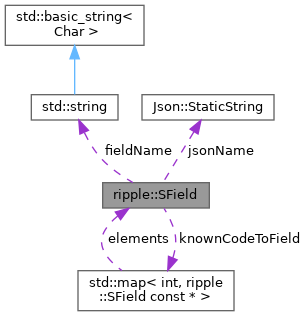 std::basic_string<
Char >
std::string
Json::StaticString
fieldName
jsonName
ripple::SField
elements
knownCodeToField
std::map< int, ripple
::SField const * >